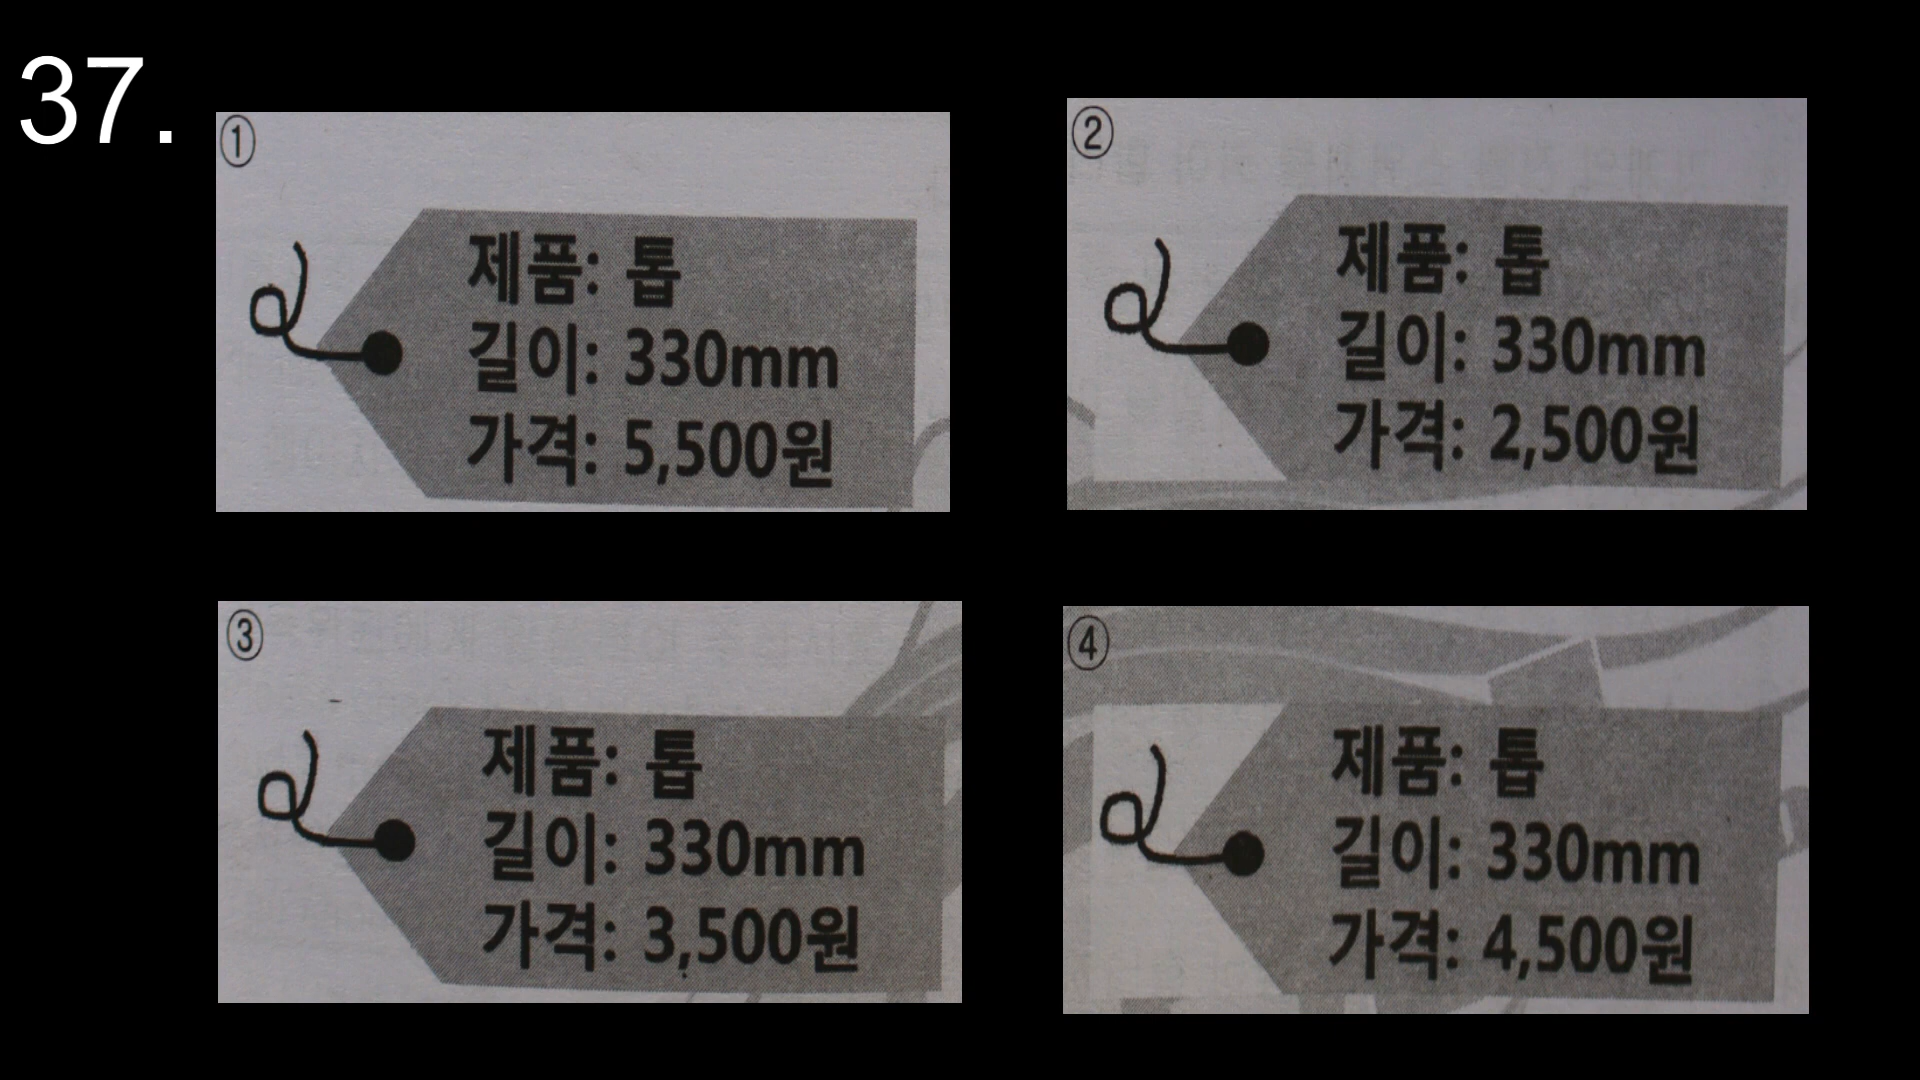 37.
①
제품: 톱
길이: 330mm
가격: 5,500원
②
제품: 톱
길이: 330mm
가격: 2,500원
③
제품: 톱
길이: 330mm
가격: 3,500원
④
제품: 톱
길이: 330mm
가격: 4,500원